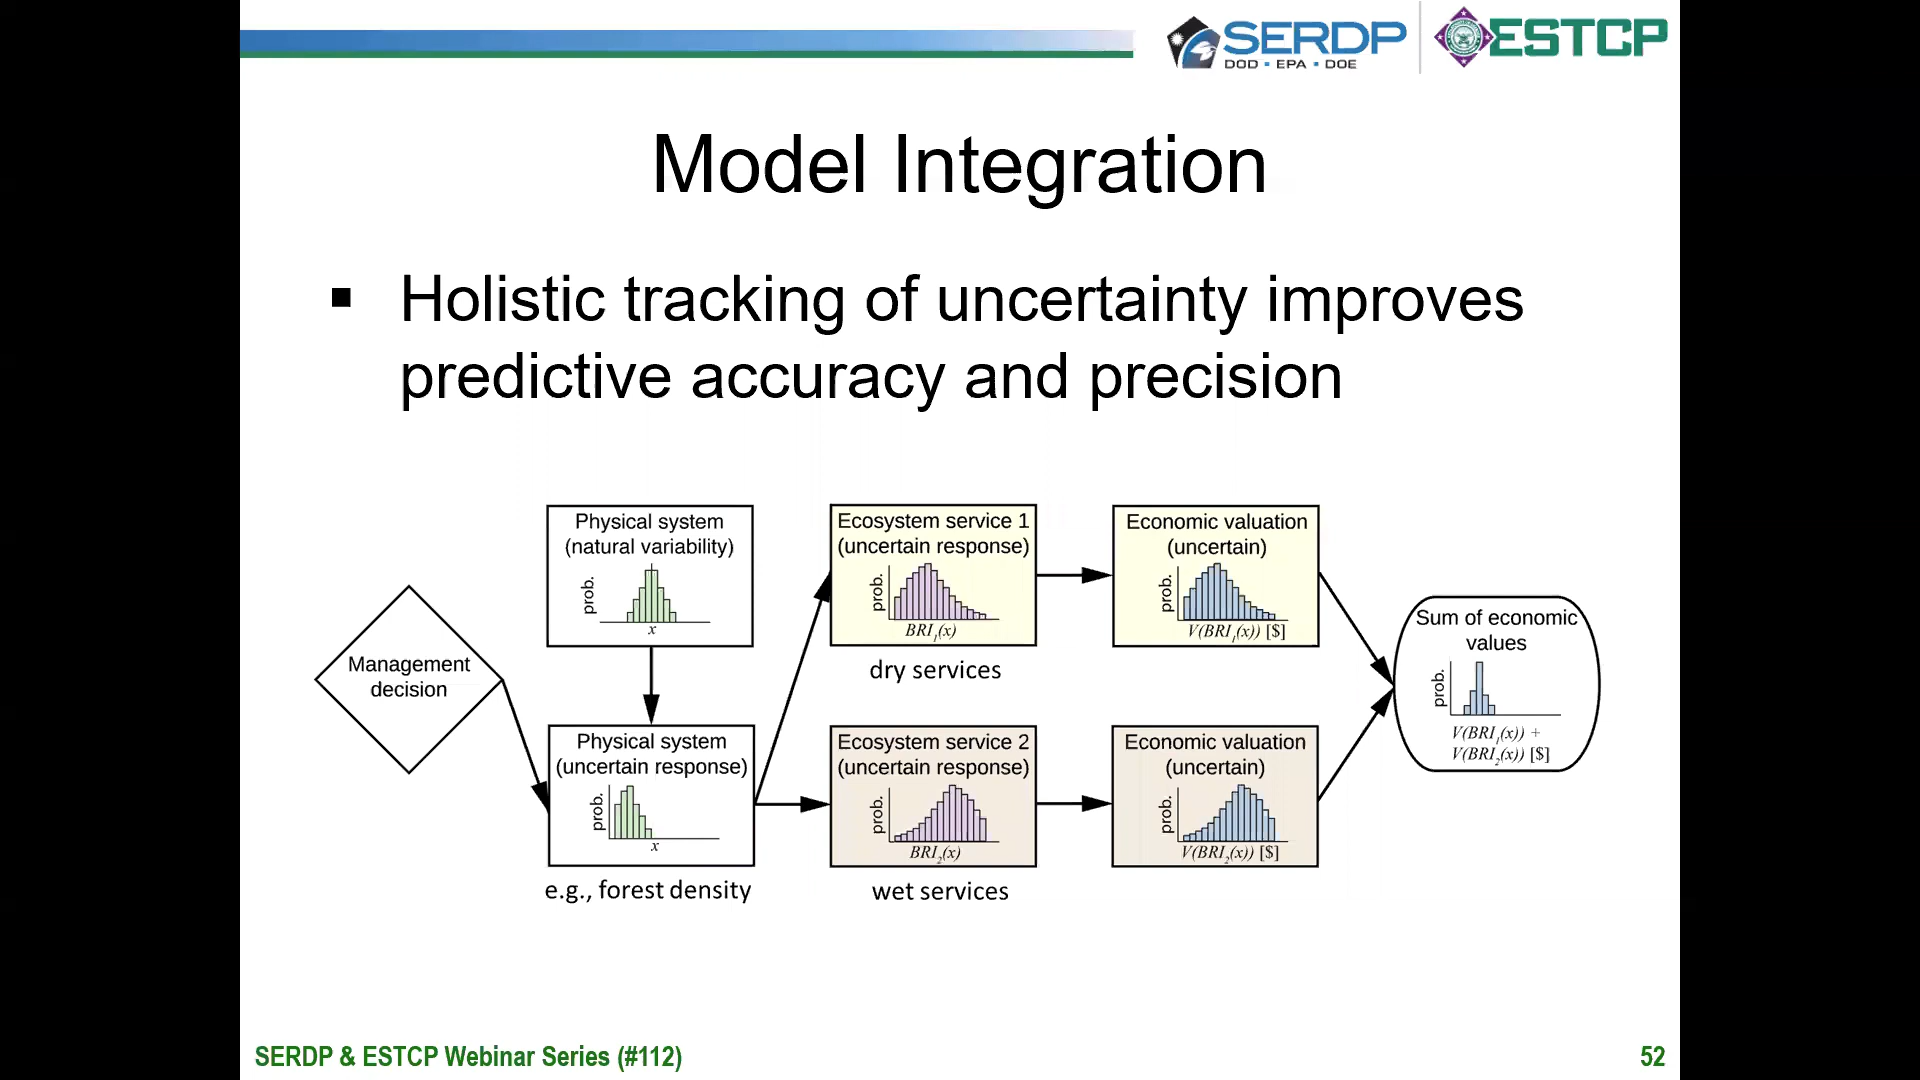 SERDP
DOD • EPA • DOE
ESTCP
Model Integration
▪ Holistic tracking of uncertainty improves
predictive accuracy and precision
Management
decision
Physical system
(natural variability)
prob.
x
Physical system
(uncertain response)
prob.
x
e.g., forest density
Ecosystem service 1
(uncertain response)
prob.
BRI₁(x)
dry services
Ecosystem service 2
(uncertain response)
prob.
BRI₂(x)
wet services
Economic valuation
(uncertain)
prob.
V(BRI₁(x)) [$]
Economic valuation
(uncertain)
prob.
V(BRI₂(x)) [$]
Sum of economic
values
prob.
V(BRI₁(x)) +
V(BRI₂(x)) [$]
SERDP & ESTCP Webinar Series (#112)
52